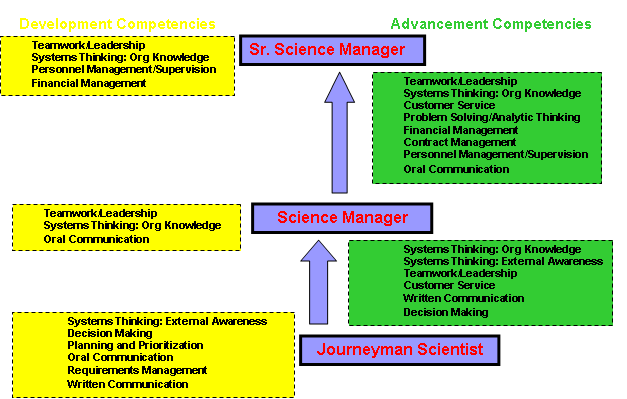 Development Competencies
Advancement Competencies
Teamwork/Leadership
Systems Thinking: Org Knowledge
Personnel Management/Supervision
Financial Management
Sr. Science Manager
Teamwork/Leadership
Systems Thinking: Org Knowledge
Customer Service
Problem Solving/Analytic Thinking
Financial Management
Contract Management
Personnel Management/Supervision
Oral Communication
Teamwork/Leadership
Systems Thinking: Org Knowledge
Oral Communication
Science Manager
Systems Thinking: Org Knowledge
Systems Thinking: External Awareness
Teamwork/Leadership
Customer Service
Written Communication
Decision Making
Systems Thinking: External Awareness
Decision Making
Planning and Prioritization
Oral Communication
Requirements Management
Written Communication
Journeyman Scientist